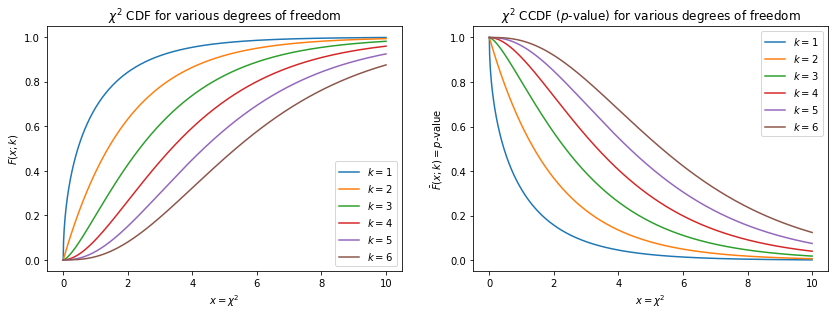 χ² CDF for various degrees of freedom
F(x; k)
1.0
0.8
0.6
0.4
0.2
0.0
k = 1
k = 2
k = 3
k = 4
k = 5
k = 6
0 2 4 6 8 10
x = χ²
χ² CCDF (p-value) for various degrees of freedom
F̄(x; k) = p-value
1.0
0.8
0.6
0.4
0.2
0.0
k = 1
k = 2
k = 3
k = 4
k = 5
k = 6
0 2 4 6 8 10
x = χ²